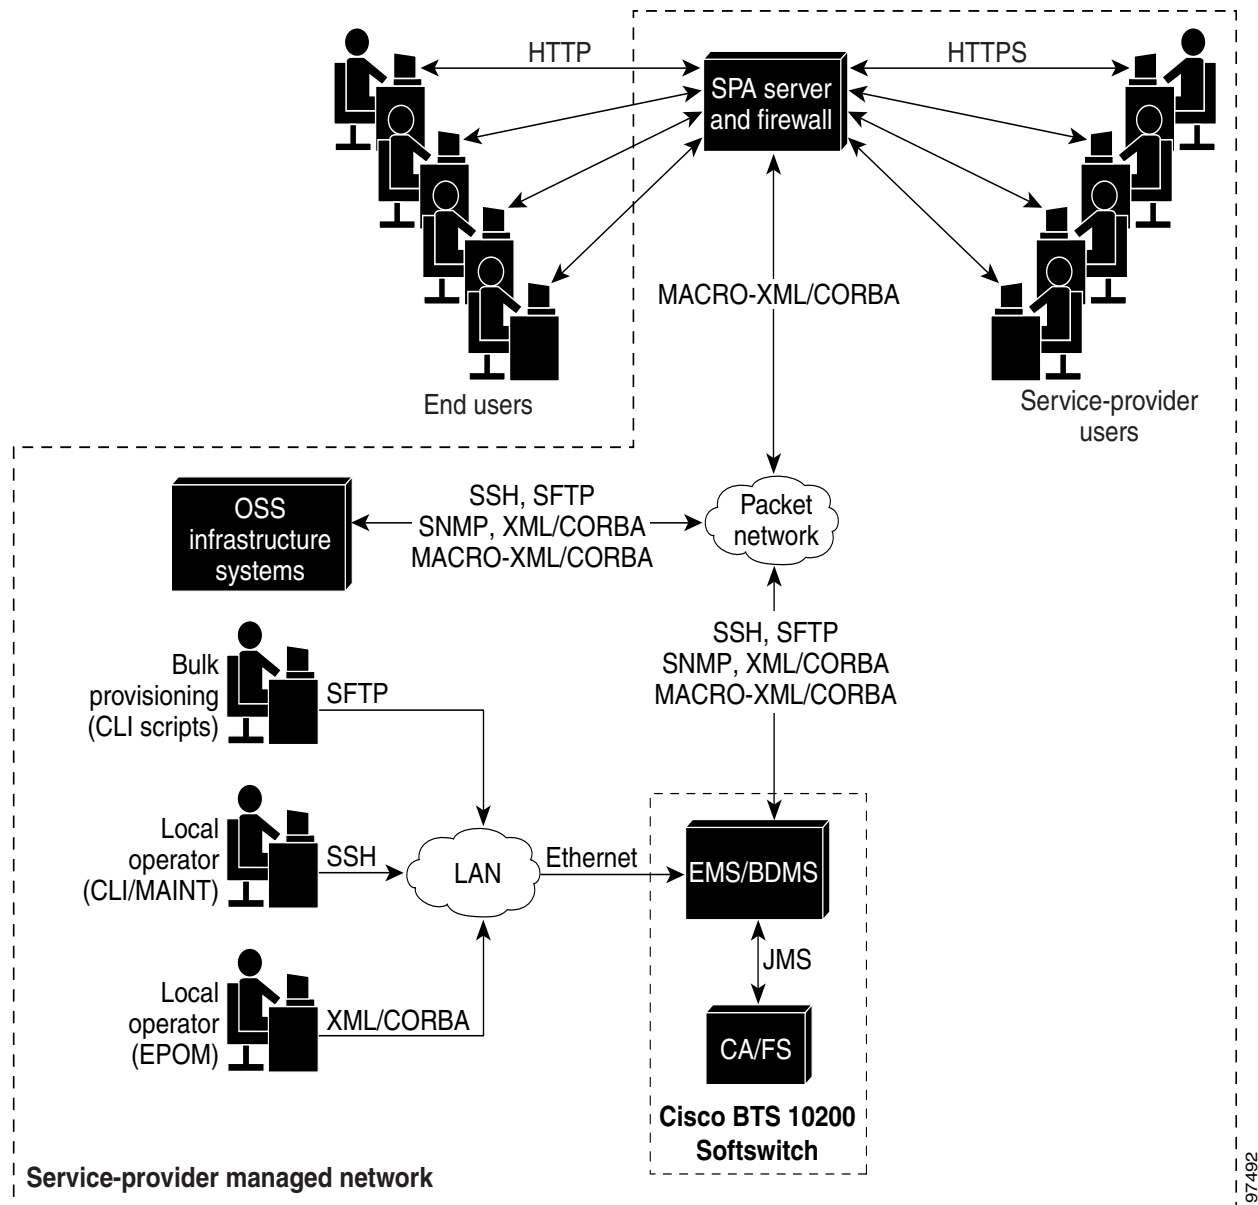 HTTP
HTTPS
SPA server
and firewall
MACRO-XML/CORBA
End users
Service-provider
users
OSS
infrastructure
systems
SSH, SFTP
SNMP, XML/CORBA
MACRO-XML/CORBA
Packet
network
SSH, SFTP
SNMP, XML/CORBA
MACRO-XML/CORBA
Bulk
provisioning
(CLI scripts)
SFTP
Local
operator
(CLI/MAINT)
SSH
LAN
Ethernet
EMS/BDMS
JMS
Local
operator
(EPOM)
XML/CORBA
CA/FS
Cisco BTS 10200
Softswitch
Service-provider managed network
97492